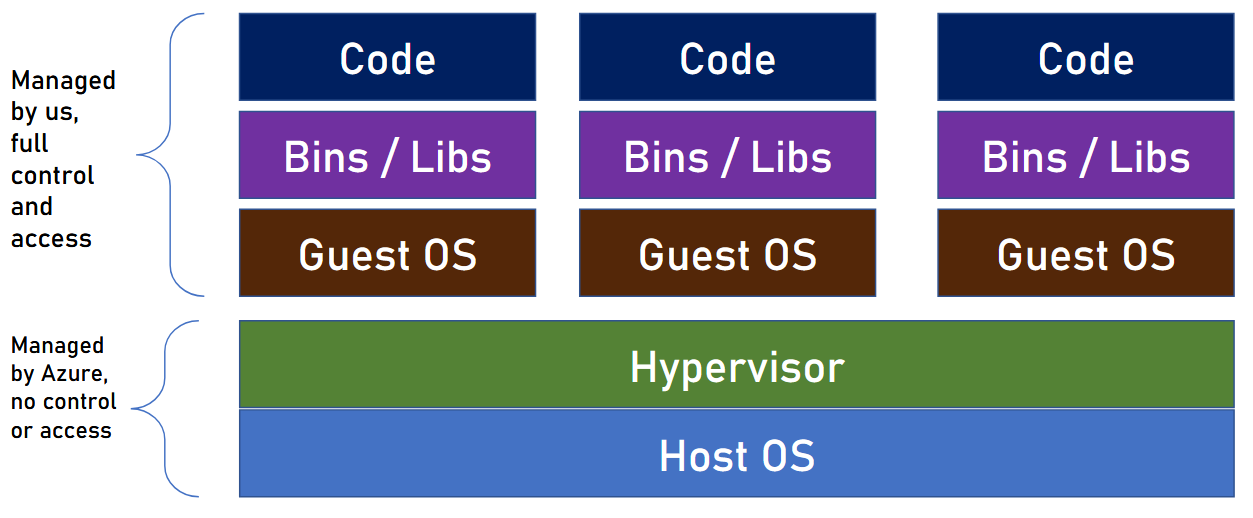 Managed
by us,
full
control
and
access
Code
Code
Code
Bins / Libs
Bins / Libs
Bins / Libs
Guest OS
Guest OS
Guest OS
Managed
by Azure,
no control
or access
Hypervisor
Host OS